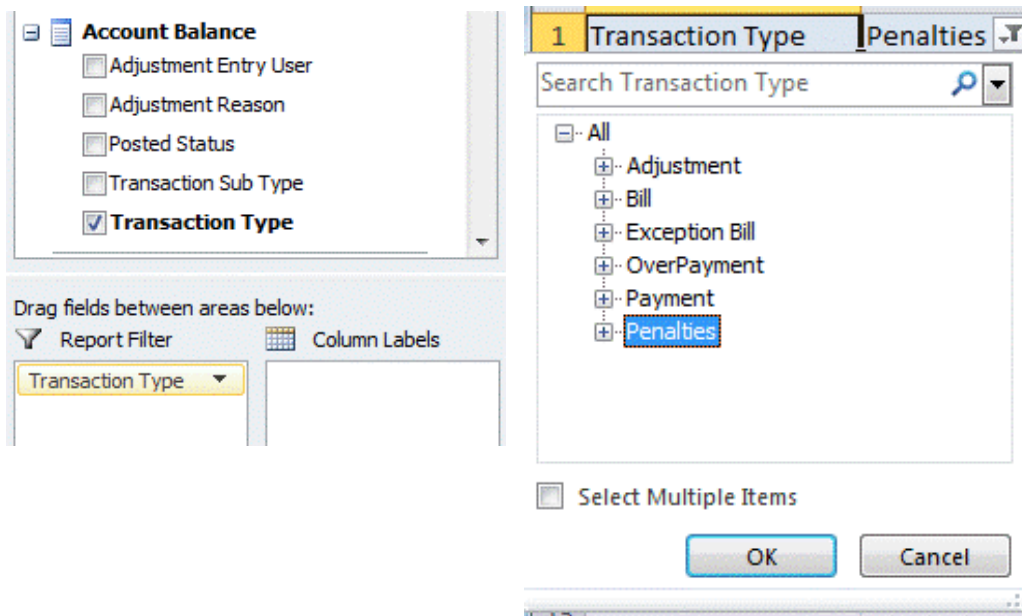 Account Balance
Adjustment Entry User
Adjustment Reason
Posted Status
Transaction Sub Type
Transaction Type
Drag fields between areas below:
Report Filter
Column Labels
Transaction Type
1 Transaction Type Penalties
Search Transaction Type
All
Adjustment
Bill
Exception Bill
OverPayment
Payment
Penalties
Select Multiple Items
OK
Cancel